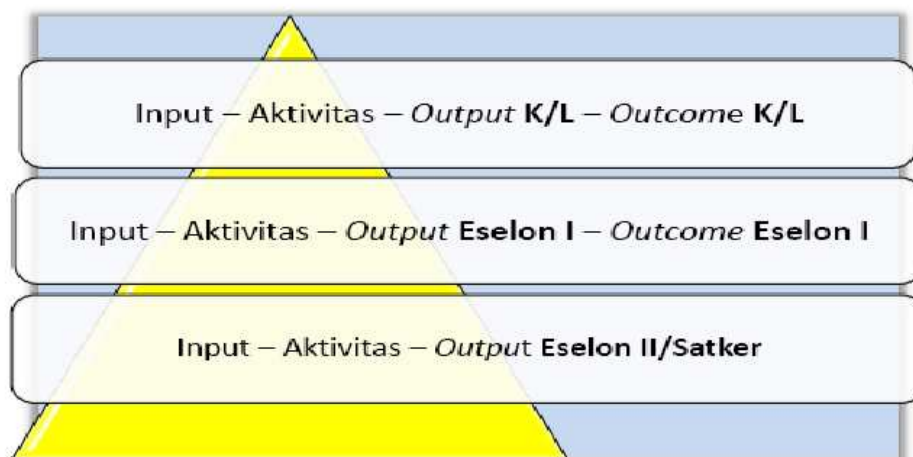 Input – Aktivitas – Output K/L – Outcome K/L
Input – Aktivitas – Output Eselon I – Outcome Eselon I
Input – Aktivitas – Output Eselon II/Satker